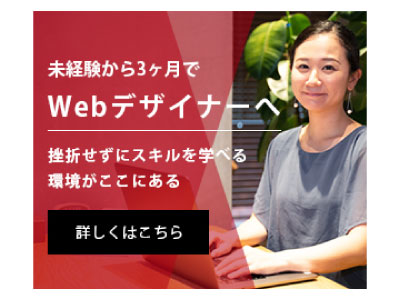 未経験から3ヶ月で
Webデザイナーへ
挫折せずにスキルを学べる
環境がここにある
詳しくはこちら